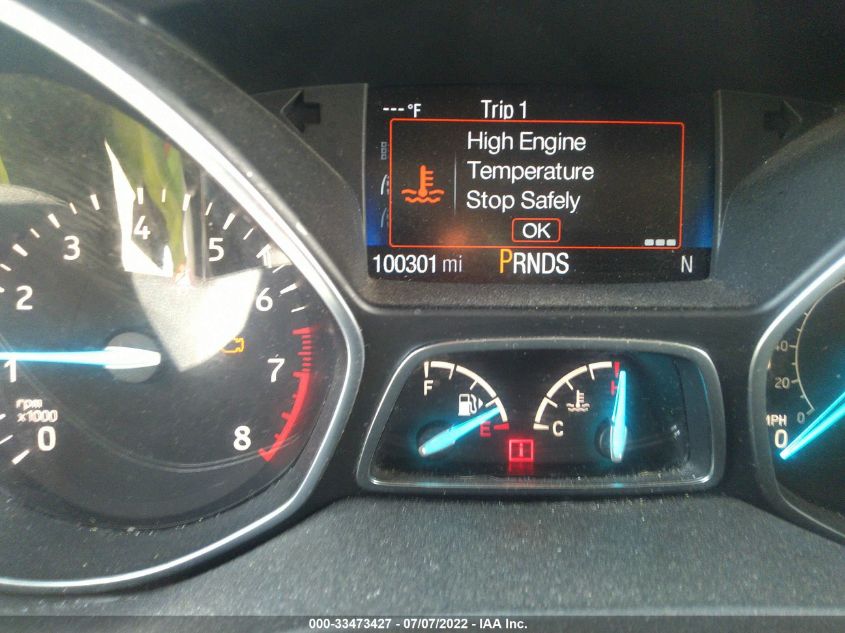 ---°F Trip 1
High Engine
Temperature
Stop Safely
OK
100301 mi PRNDS N
0 1 2 3 4 5 6 7 8
rpm
x1000
F E
C H
40
20
0
MPH
0
000-33473427 - 07/07/2022 - IAA Inc.